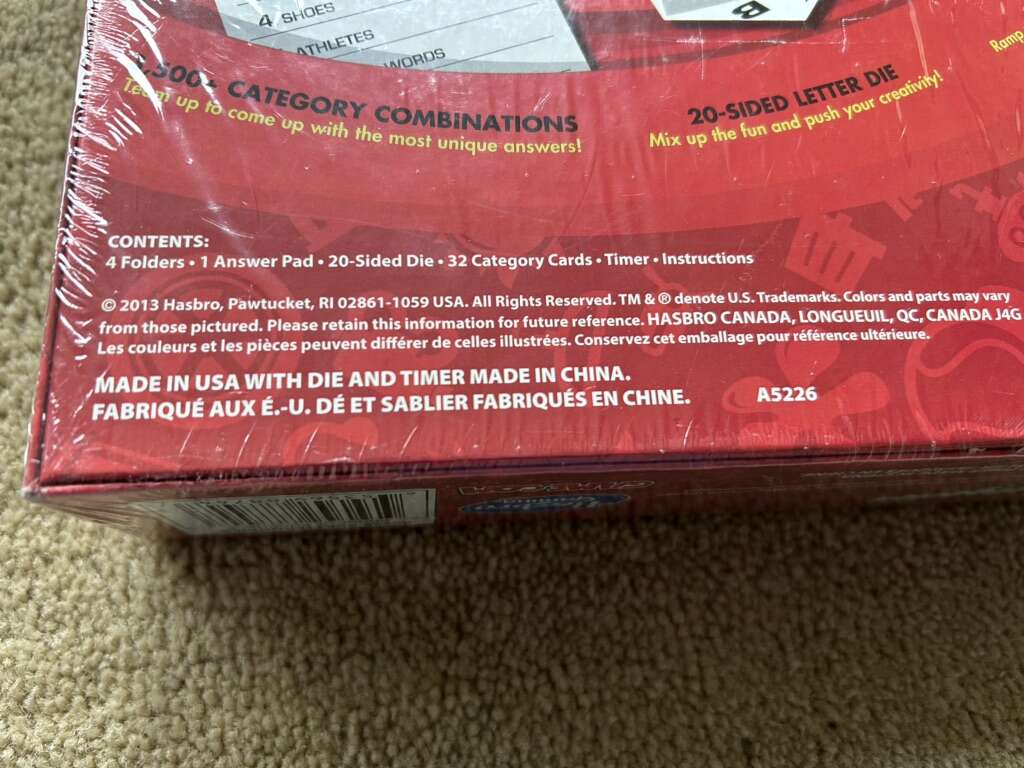 4 SHOES
ATHLETES
WORDS
B
,500+ CATEGORY COMBINATIONS
Team up to come up with the most unique answers!
20-SIDED LETTER DIE
Mix up the fun and push your creativity!
Ramp
CONTENTS:
4 Folders • 1 Answer Pad • 20-Sided Die • 32 Category Cards • Timer • Instructions
© 2013 Hasbro, Pawtucket, RI 02861-1059 USA. All Rights Reserved. TM & ® denote U.S. Trademarks. Colors and parts may vary
from those pictured. Please retain this information for future reference. HASBRO CANADA, LONGUEUIL, QC, CANADA J4G
Les couleurs et les pièces peuvent différer de celles illustrées. Conservez cet emballage pour référence ultérieure.
MADE IN USA WITH DIE AND TIMER MADE IN CHINA.
FABRIQUÉ AUX É.-U. DÉ ET SABLIER FABRIQUÉS EN CHINE.
A5226